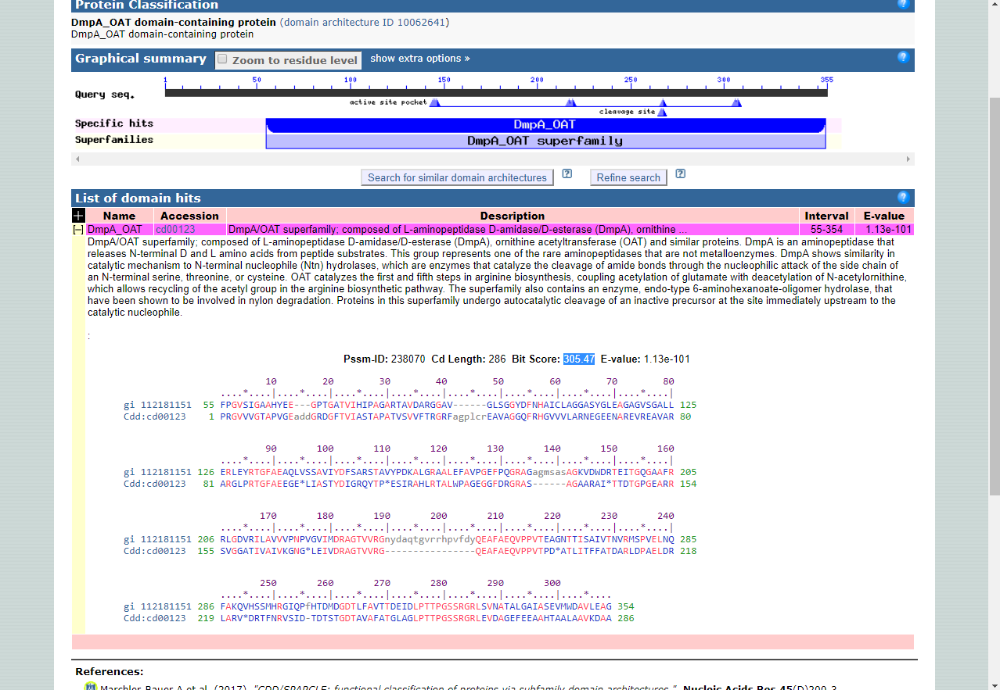 Protein Classification
?
DmpA_OAT domain-containing protein (domain architecture ID 10062641)
DmpA_OAT domain-containing protein
Graphical summary Zoom to residue level show extra options » ?
1 50 100 150 200 250 300 355
Query seq.
active site pocket
cleavage site
Specific hits DmpA_OAT
Superfamilies DmpA_OAT superfamily
Search for similar domain architectures ? Refine search ?
List of domain hits ?
+ Name Accession Description Interval E-value
[–] DmpA_OAT cd00123 DmpA/OAT superfamily; composed of L-aminopeptidase D-amidase/D-esterase (DmpA), ornithine ... 55-354 1.13e-101
DmpA/OAT superfamily; composed of L-aminopeptidase D-amidase/D-esterase (DmpA), ornithine acetyltransferase (OAT) and similar proteins. DmpA is an aminopeptidase that
releases N-terminal D and L amino acids from peptide substrates. This group represents one of the rare aminopeptidases that are not metalloenzymes. DmpA shows similarity in
catalytic mechanism to N-terminal nucleophile (Ntn) hydrolases, which are enzymes that catalyze the cleavage of amide bonds through the nucleophilic attack of the side chain of
an N-terminal serine, threonine, or cysteine. OAT catalyzes the first and fifth steps in arginine biosynthesis, coupling acetylation of glutamate with deacetylation of N-acetylornithine,
which allows recycling of the acetyl group in the arginine biosynthetic pathway. The superfamily also contains an enzyme, endo-type 6-aminohexanoate-oligomer hydrolase, that
have been shown to be involved in nylon degradation. Proteins in this superfamily undergo autocatalytic cleavage of an inactive precursor at the site immediately upstream to the
catalytic nucleophile.
:
Pssm-ID: 238070 Cd Length: 286 Bit Score: 305.47 E-value: 1.13e-101
10 20 30 40 50 60 70 80
....*....|....*....|....*....|....*....|....*....|....*....|....*....|....*....|
gi 112181151 55 FPGVSIGAAHYEE---GPTGATVIHIPAGARTAVDARGGAV------GLSGGYDFNHAICLAGGASYGLEAGAGVSGALL 125
Cdd:cd00123 1 PRGVVVGTAPVGEaddGRDGFTVIASTAPATVSVVFTRGRFagplcrEAVAGGQFRHGVVVLARNEGEENAREVREAVAR 80
90 100 110 120 130 140 150 160
....*....|....*....|....*....|....*....|....*....|....*....|....*....|....*....|
gi 112181151 126 ERLEYRTGFAEAQLVSSAVIYDFSARSTAVYPDKALGRAALEFAVPGEFPQGRAGagmsasAGKVDWDRTEITGQGAAFR 205
Cdd:cd00123 81 ARGLPRTGFAEEGE*LIASTYDIGRQYTP*ESIRAHLRTALWPAGEGGFDRGRAS------AGAARAI*TTDTGPGEARR 154
170 180 190 200 210 220 230 240
....*....|....*....|....*....|....*....|....*....|....*....|....*....|....*....|
gi 112181151 206 RLGDVRILAVVVPNPVGVIMDRAGTVVRGnydaqtgvrrhpvfdyQEAFAEQVPPVTEAGNTTISAIVTNVRMSPVELNQ 285
Cdd:cd00123 155 SVGGATIVAIVKGNG*LEIVDRAGTVVRG----------------QEAFAEQVPPVTPD*ATLITFFATDARLDPAELDR 218
250 260 270 280 290 300
....*....|....*....|....*....|....*....|....*....|....*....|....*....
gi 112181151 286 FAKQVHSSMHRGIQPfHTDMDGDTLFAVTTDEIDLPTTPGSSRGRLSVNATALGAIASEVMWDAVLEAG 354
Cdd:cd00123 219 LARV*DRTFNRVSID-TDTSTGDTAVAFATGLAGLPTTPGSSRGRLEVDAGEFEEAAHTAALAAVKDAA 286
References:
Marchler-Bauer A et al. (2017), "CDD/SPARCLE: functional classification of proteins via subfamily domain architectures.", Nucleic Acids Res.45(D)200-3.